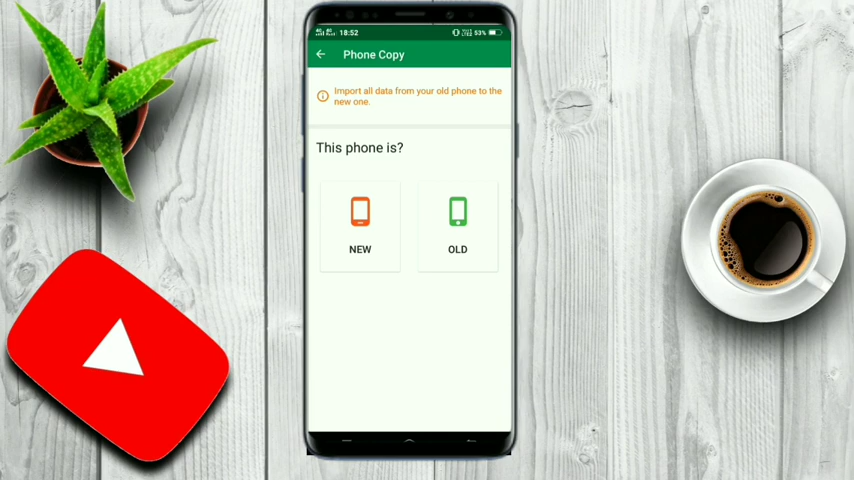 18:52
53%
Phone Copy
Import all data from your old phone to the
new one.
This phone is?
NEW
OLD